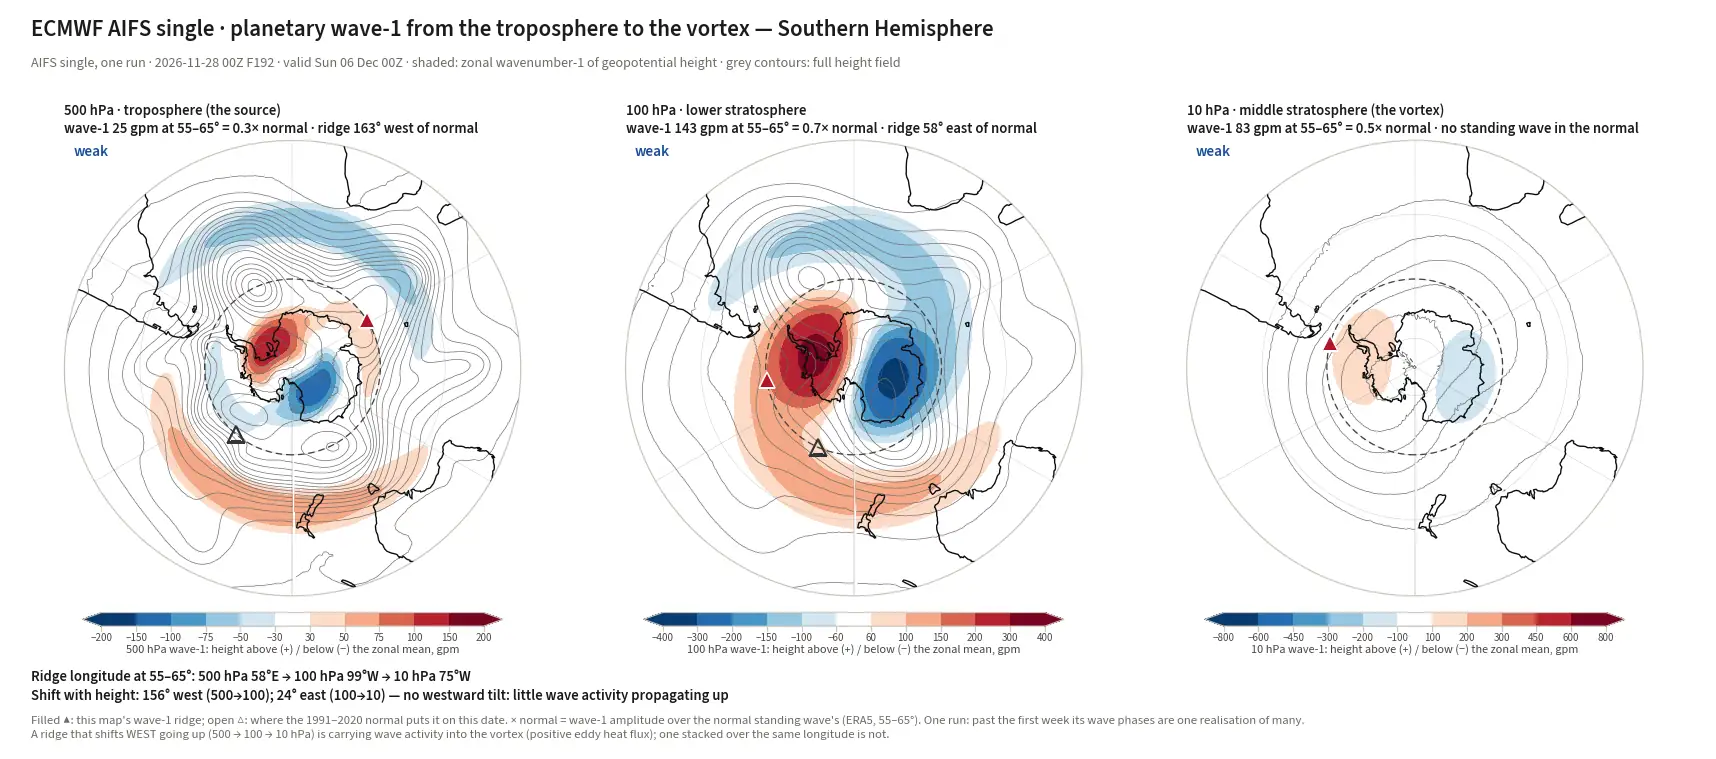 ECMWF AIFS single · planetary wave-1 from the troposphere to the vortex — Southern Hemisphere
AIFS single, one run · 2026-11-28 00Z F192 · valid Sun 06 Dec 00Z · shaded: zonal wavenumber-1 of geopotential height · grey contours: full height field
500 hPa · troposphere (the source)
wave-1 25 gpm at 55–65° = 0.3× normal · ridge 163° west of normal
weak
100 hPa · lower stratosphere
wave-1 143 gpm at 55–65° = 0.7× normal · ridge 58° east of normal
weak
10 hPa · middle stratosphere (the vortex)
wave-1 83 gpm at 55–65° = 0.5× normal · no standing wave in the normal
weak
−200 −150 −100 −75 −50 −30 30 50 75 100 150 200
500 hPa wave-1: height above (+) / below (−) the zonal mean, gpm
−400 −300 −200 −150 −100 −60 60 100 150 200 300 400
100 hPa wave-1: height above (+) / below (−) the zonal mean, gpm
−800 −600 −450 −300 −200 −100 100 200 300 450 600 800
10 hPa wave-1: height above (+) / below (−) the zonal mean, gpm
Ridge longitude at 55–65°: 500 hPa 58°E → 100 hPa 99°W → 10 hPa 75°W
Shift with height: 156° west (500→100); 24° east (100→10) — no westward tilt: little wave activity propagating up
Filled ▲: this map's wave-1 ridge; open △: where the 1991–2020 normal puts it on this date. × normal = wave-1 amplitude over the normal standing wave's (ERA5, 55–65°). One run: past the first week its wave phases are one realisation of many.
A ridge that shifts WEST going up (500 → 100 → 10 hPa) is carrying wave activity into the vortex (positive eddy heat flux); one stacked over the same longitude is not.